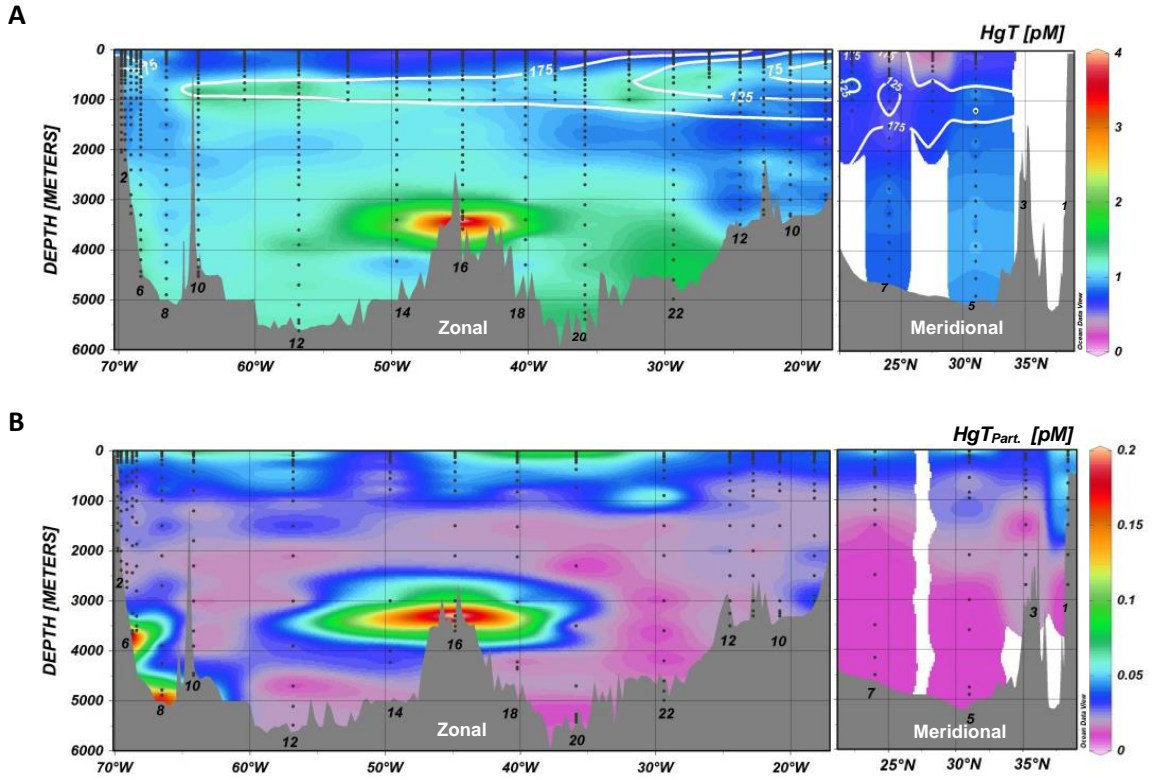 A
HgT [pM]
0
1000
2000
3000
4000
5000
6000
DEPTH [METERS]
75
175
75
125
175
125
125
125
175
2
6
8
10
12
14
16
18
20
22
12
10
7
5
3
1
Zonal
Meridional
4
3
2
1
0
Ocean Data View
70°W
60°W
50°W
40°W
30°W
20°W
25°N
31°N
35°N
B
HgTPart. [pM]
0
1000
2000
3000
4000
5000
6000
DEPTH [METERS]
2
6
8
10
12
14
16
18
20
22
12
10
7
5
3
1
Zonal
Meridional
0.2
0.15
0.1
0.05
0
Ocean Data View
70°W
60°W
50°W
40°W
30°W
20°W
25°N
31°N
35°N